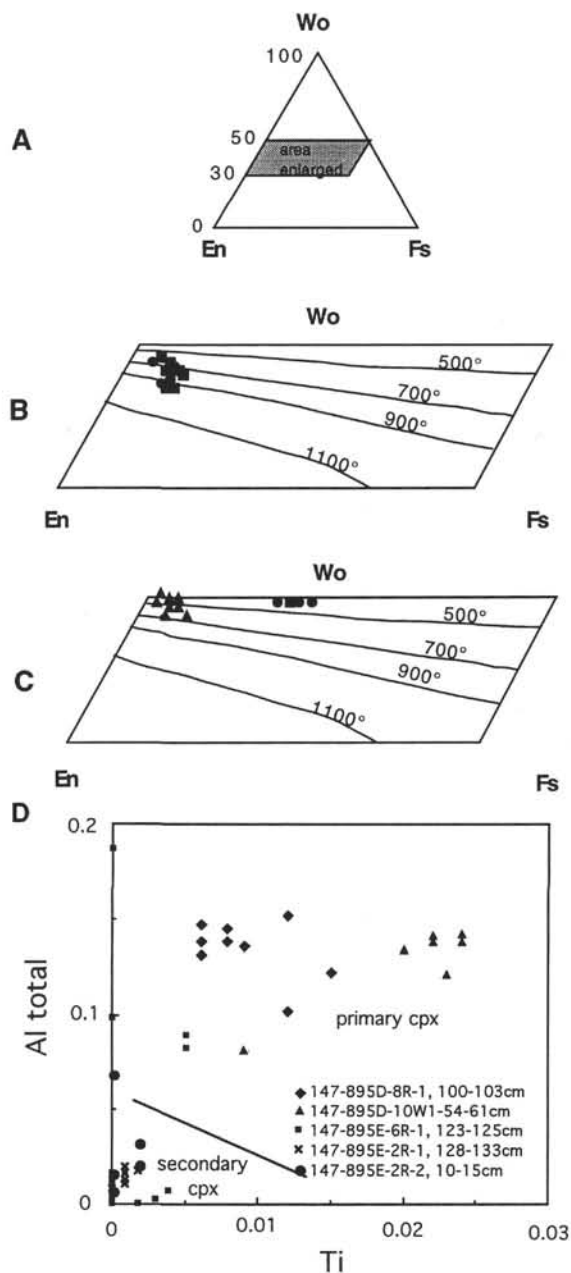 Wo
100
A
50
area
30
enlarged
0
En Fs
Wo
500°
700°
B
900°
1100°
En Fs
Wo
500°
700°
C
900°
1100°
En Fs
D
0.2
0.1
0
Al total
primary cpx
secondary
cpx
◆ 147-895D-8R-1, 100-103cm
▲ 147-895D-10W1-54-61cm
■ 147-895E-6R-1, 123-125cm
× 147-895E-2R-1, 128-133cm
● 147-895E-2R-2, 10-15cm
0 0.01 0.02 0.03
Ti